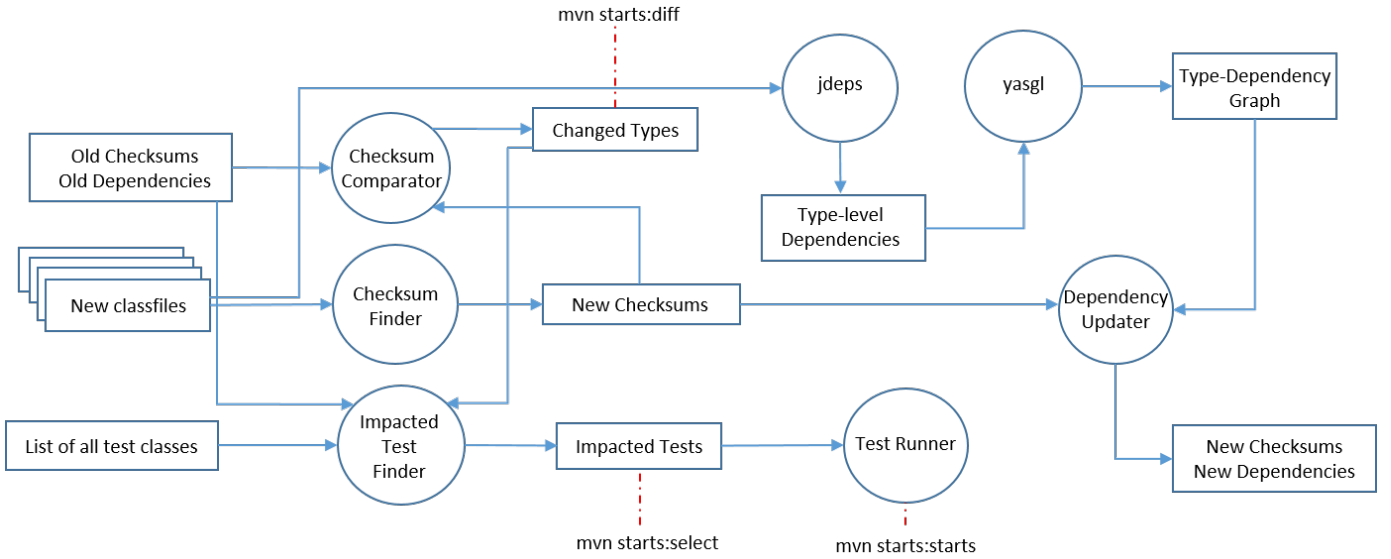 mvn starts:diff
jdeps
yasgl
Type-Dependency
Graph
Changed Types
Old Checksums
Old Dependencies
Checksum
Comparator
Type-level
Dependencies
New classfiles
Checksum
Finder
New Checksums
Dependency
Updater
List of all test classes
Impacted
Test
Finder
Impacted Tests
Test Runner
New Checksums
New Dependencies
mvn starts:select
mvn starts:starts